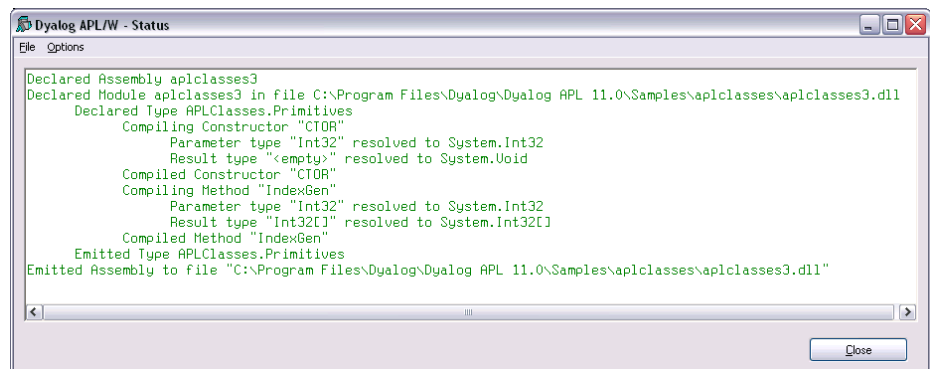 Dyalog APL/W - Status
File Options
Declared Assembly aplclasses3
Declared Module aplclasses3 in file C:\Program Files\Dyalog\Dyalog APL 11.0\Samples\aplclasses\aplclasses3.dll
Declared Type APLClasses.Primitives
Compiling Constructor "CTOR"
Parameter type "Int32" resolved to System.Int32
Result type "<empty>" resolved to System.Void
Compiled Constructor "CTOR"
Compiling Method "IndexGen"
Parameter type "Int32" resolved to System.Int32
Result type "Int32[]" resolved to System.Int32[]
Compiled Method "IndexGen"
Emitted Type APLClasses.Primitives
Emitted Assembly to file "C:\Program Files\Dyalog\Dyalog APL 11.0\Samples\aplclasses\aplclasses3.dll"
Close